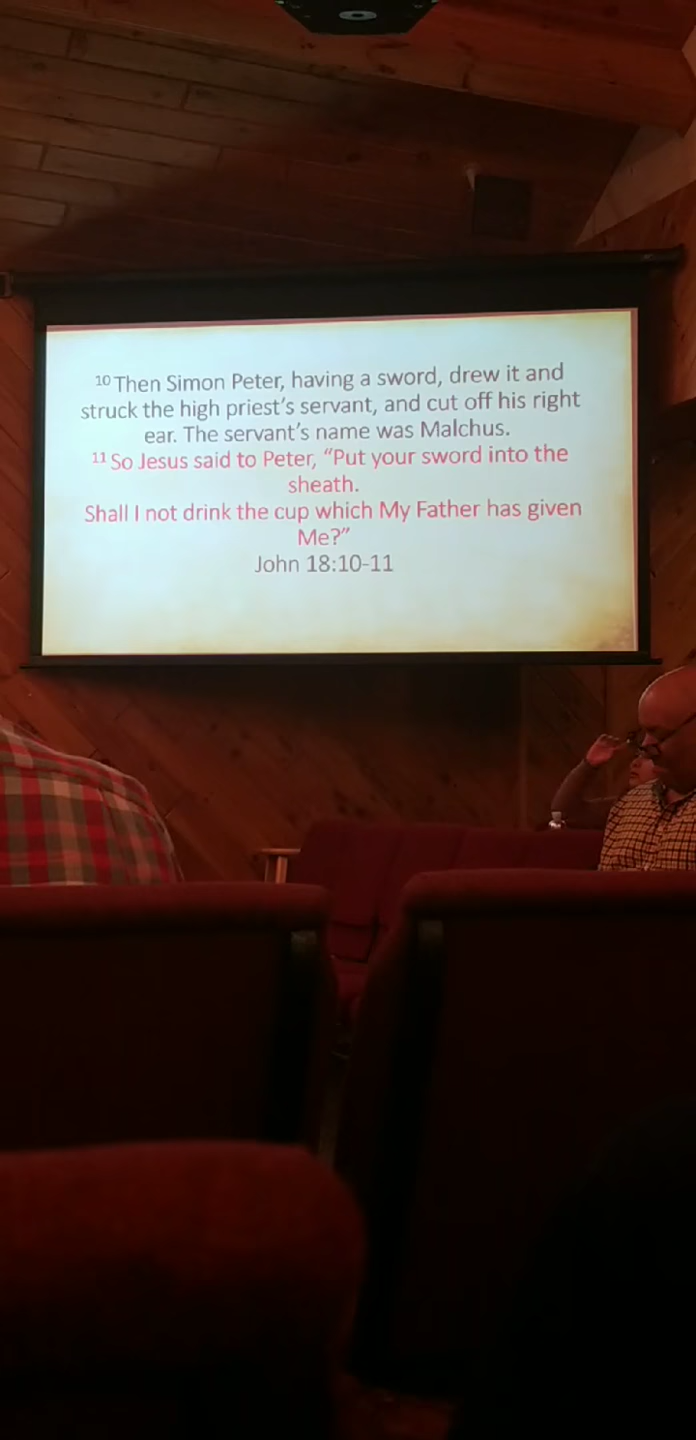 ¹⁰ Then Simon Peter, having a sword, drew it and
struck the high priest's servant, and cut off his right
ear. The servant's name was Malchus.
¹¹ So Jesus said to Peter, “Put your sword into the
sheath.
Shall I not drink the cup which My Father has given
Me?”
John 18:10-11